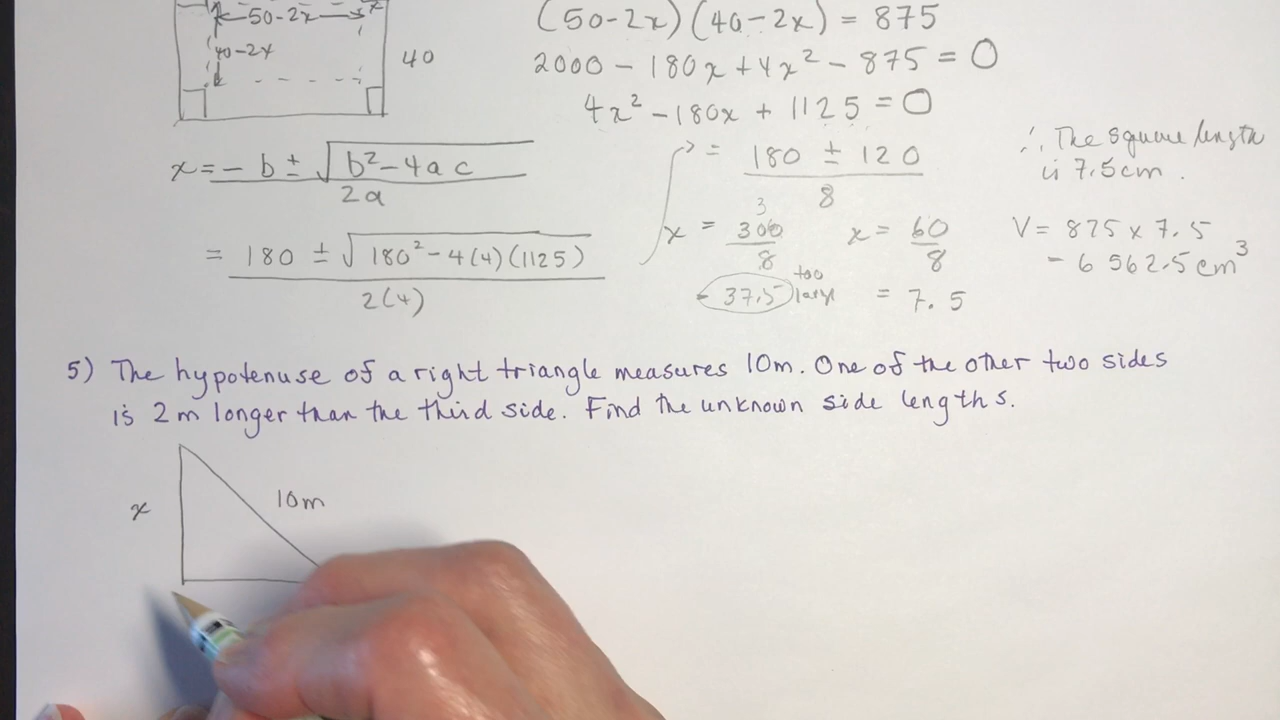 50-2x x
40-2x
40
(50-2x)(40-2x) = 875
2000 - 180x + 4x² - 875 = 0
4x² - 180x + 1125 = 0
x = - b ± √b² - 4ac
2a
= 180 ± √180² - 4(4)(1125)
2(4)
= 180 ± 120
8
3
x = 300
8
37.5 too large
x = 60
8
= 7.5
∴ The square length
is 7.5cm.
V = 875 x 7.5
= 6 562.5 cm³
5) The hypotenuse of a right triangle measures 10m. One of the other two sides
is 2 m longer than the third side. Find the unknown side lengths.
x
10m